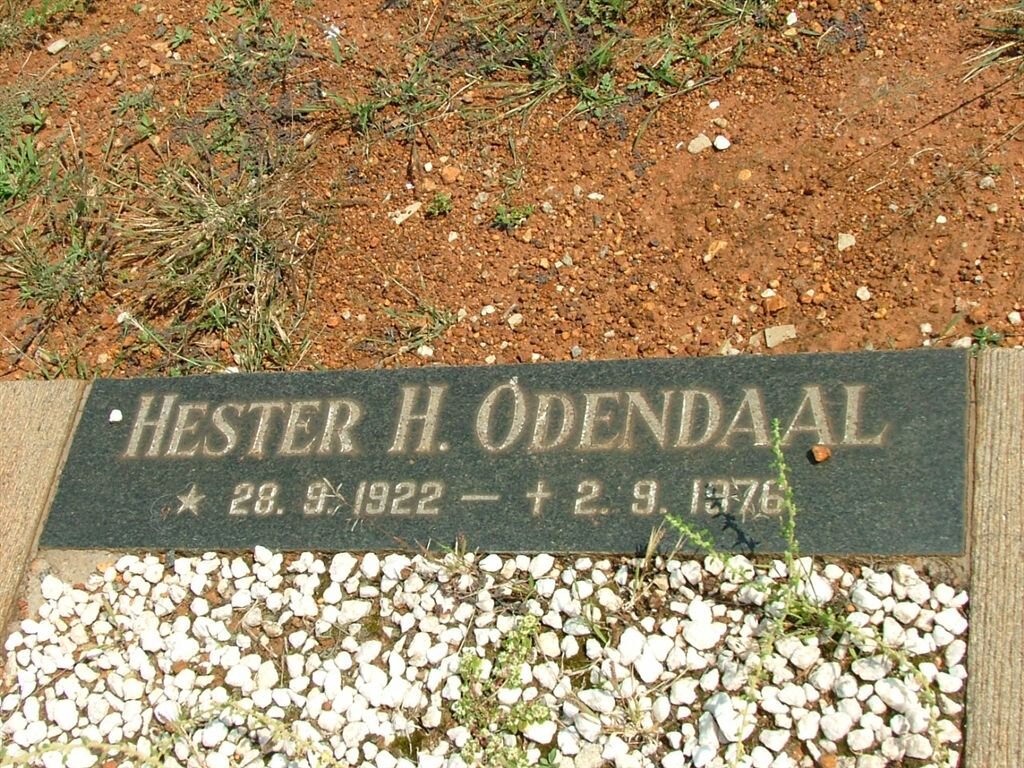 HESTER H. ODENDAAL
★ 28. 9. 1922 — † 2. 9. 1976